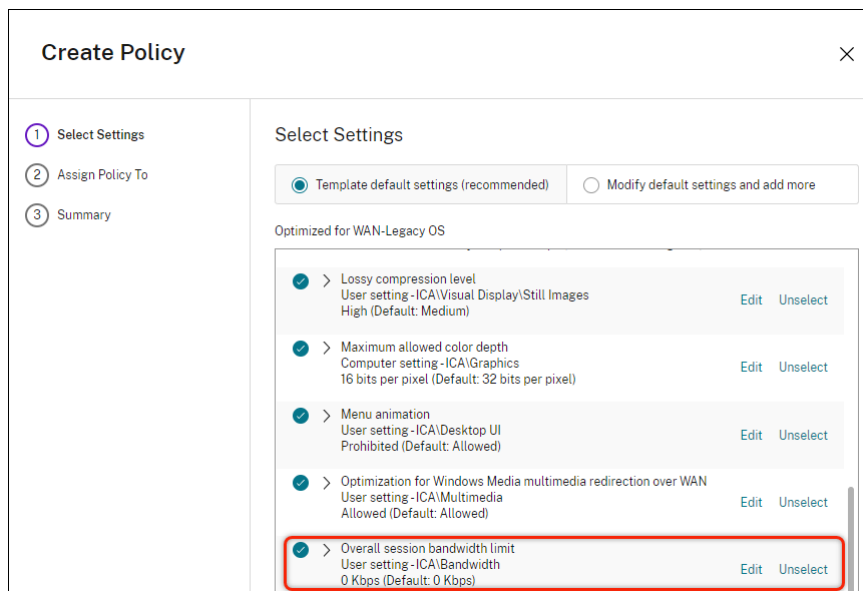 Create Policy
1 Select Settings
2 Assign Policy To
3 Summary
Select Settings
Template default settings (recommended) Modify default settings and add more
Optimized for WAN-Legacy OS
Lossy compression level
User setting - ICA\Visual Display\Still Images
High (Default: Medium)
Edit Unselect
Maximum allowed color depth
Computer setting - ICA\Graphics
16 bits per pixel (Default: 32 bits per pixel)
Edit Unselect
Menu animation
User setting - ICA\Desktop UI
Prohibited (Default: Allowed)
Edit Unselect
Optimization for Windows Media multimedia redirection over WAN
User setting - ICA\Multimedia
Allowed (Default: Allowed)
Edit Unselect
Overall session bandwidth limit
User setting - ICA\Bandwidth
0 Kbps (Default: 0 Kbps)
Edit Unselect